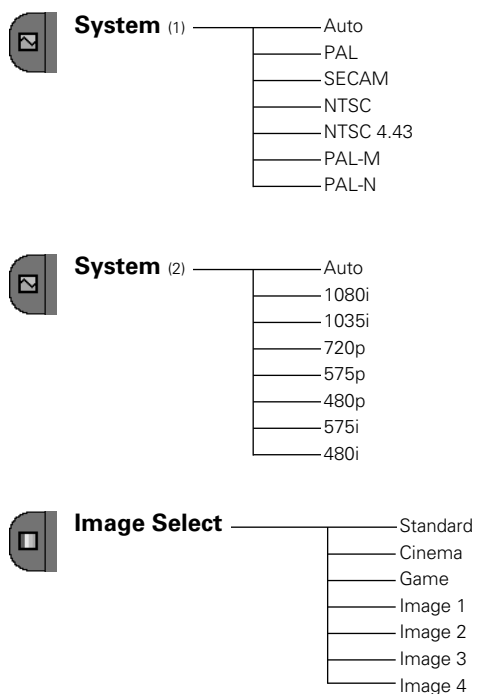 System (1) Auto
PAL
SECAM
NTSC
NTSC 4.43
PAL-M
PAL-N
System (2) Auto
1080i
1035i
720p
575p
480p
575i
480i
Image Select Standard
Cinema
Game
Image 1
Image 2
Image 3
Image 4